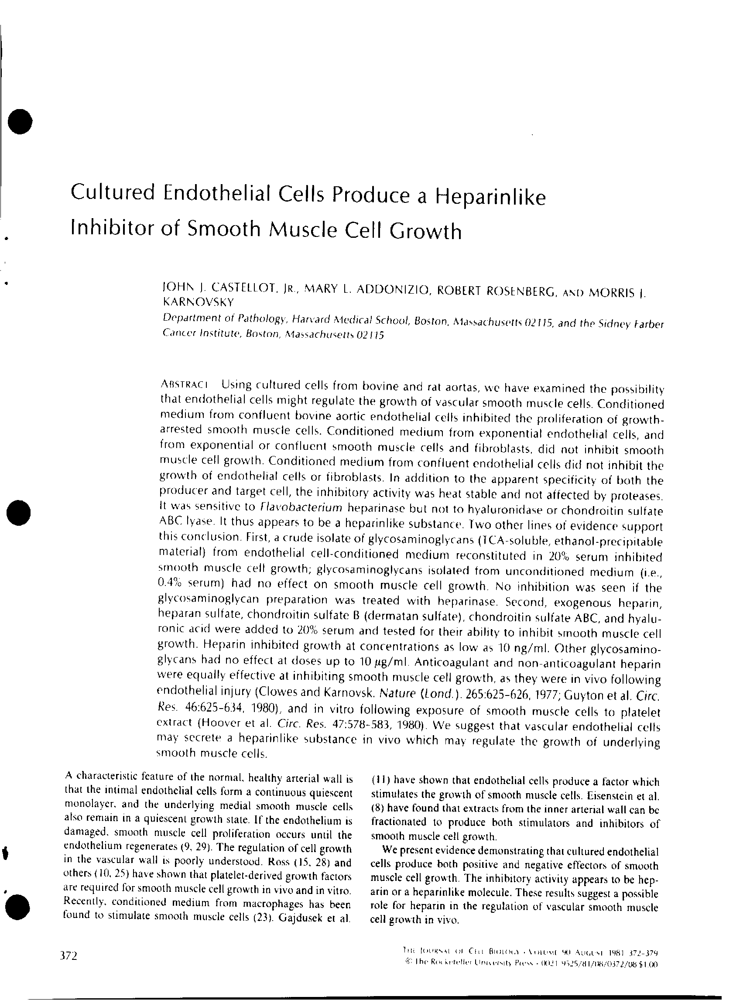 Cultured Endothelial Cells Produce a Heparinlike
Inhibitor of Smooth Muscle Cell Growth
JOHN J. CASTELLOT, JR., MARY L. ADDONIZIO, ROBERT ROSENBERG, AND MORRIS J.
KARNOVSKY
Department of Pathology, Harvard Medical School, Boston, Massachusetts 02115, and the Sidney Farber
Cancer Institute, Boston, Massachusetts 02115
ABSTRACT Using cultured cells from bovine and rat aortas, we have examined the possibility
that endothelial cells might regulate the growth of vascular smooth muscle cells. Conditioned
medium from confluent bovine aortic endothelial cells inhibited the proliferation of growth-
arrested smooth muscle cells. Conditioned medium from exponential endothelial cells, and
from exponential or confluent smooth muscle cells and fibroblasts, did not inhibit smooth
muscle cell growth. Conditioned medium from confluent endothelial cells did not inhibit the
growth of endothelial cells or fibroblasts. In addition to the apparent specificity of both the
producer and target cell, the inhibitory activity was heat stable and not affected by proteases.
It was sensitive to Flavobacterium heparinase but not to hyaluronidase or chondroitin sulfate
ABC lyase. It thus appears to be a heparinlike substance. Two other lines of evidence support
this conclusion. First, a crude isolate of glycosaminoglycans (TCA-soluble, ethanol-precipitable
material) from endothelial cell-conditioned medium reconstituted in 20% serum inhibited
smooth muscle cell growth; glycosaminoglycans isolated from unconditioned medium (i.e.,
0.4% serum) had no effect on smooth muscle cell growth. No inhibition was seen if the
glycosaminoglycan preparation was treated with heparinase. Second, exogenous heparin,
heparan sulfate, chondroitin sulfate B (dermatan sulfate), chondroitin sulfate ABC, and hyalu-
ronic acid were added to 20% serum and tested for their ability to inhibit smooth muscle cell
growth. Heparin inhibited growth at concentrations as low as 10 ng/ml. Other glycosamino-
glycans had no effect at doses up to 10 μg/ml. Anticoagulant and non-anticoagulant heparin
were equally effective at inhibiting smooth muscle cell growth, as they were in vivo following
endothelial injury (Clowes and Karnovsk. Nature (Lond.). 265:625-626, 1977; Guyton et al. Circ.
Res. 46:625-634, 1980), and in vitro following exposure of smooth muscle cells to platelet
extract (Hoover et al. Circ. Res. 47:578-583, 1980). We suggest that vascular endothelial cells
may secrete a heparinlike substance in vivo which may regulate the growth of underlying
smooth muscle cells.
A characteristic feature of the normal, healthy arterial wall is
that the intimal endothelial cells form a continuous quiescent
monolayer, and the underlying medial smooth muscle cells
also remain in a quiescent growth state. If the endothelium is
damaged, smooth muscle cell proliferation occurs until the
endothelium regenerates (9, 29). The regulation of cell growth
in the vascular wall is poorly understood. Ross (15, 28) and
others (10, 25) have shown that platelet-derived growth factors
are required for smooth muscle cell growth in vivo and in vitro.
Recently, conditioned medium from macrophages has been
found to stimulate smooth muscle cells (23). Gajdusek et al.
(11) have shown that endothelial cells produce a factor which
stimulates the growth of smooth muscle cells. Eisenstein et al.
(8) have found that extracts from the inner arterial wall can be
fractionated to produce both stimulators and inhibitors of
smooth muscle cell growth.
We present evidence demonstrating that cultured endothelial
cells produce both positive and negative effectors of smooth
muscle cell growth. The inhibitory activity appears to be hep-
arin or a heparinlike molecule. These results suggest a possible
role for heparin in the regulation of vascular smooth muscle
cell growth in vivo.
372
THE JOURNAL OF CELL BIOLOGY · VOLUME 90 AUGUST 1981 372-379
© The Rockefeller University Press · 0021-9525/81/08/0372/08 $1.00